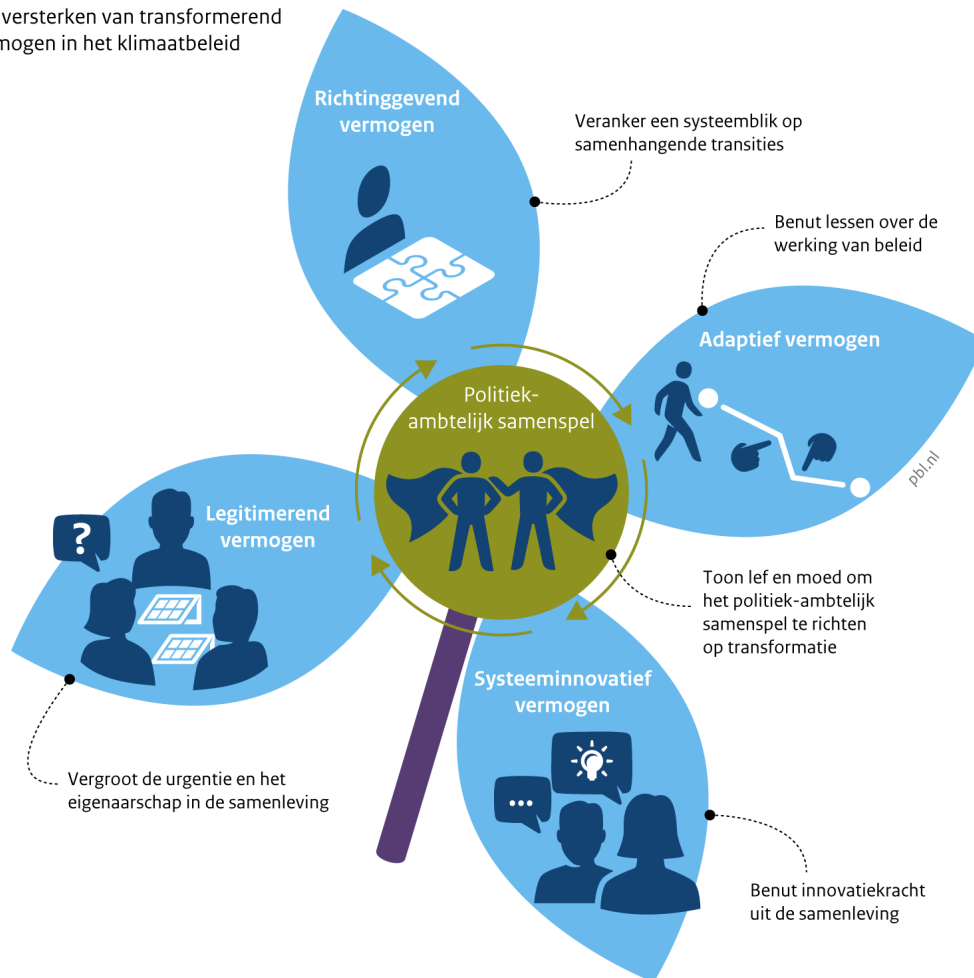 versterken van transformerend
mogen in het klimaatbeleid
Richtinggevend
vermogen
Veranker een systeemblik op
samenhangende transities
Benut lessen over de
werking van beleid
Adaptief vermogen
pbl.nl
Politiek-
ambtelijk samenspel
Legitimerend
vermogen
?
Toon lef en moed om
het politiek-ambtelijk
samenspel te richten
op transformatie
Systeeminnovatief
vermogen
...
Vergroot de urgentie en het
eigenaarschap in de samenleving
Benut innovatiekracht
uit de samenleving